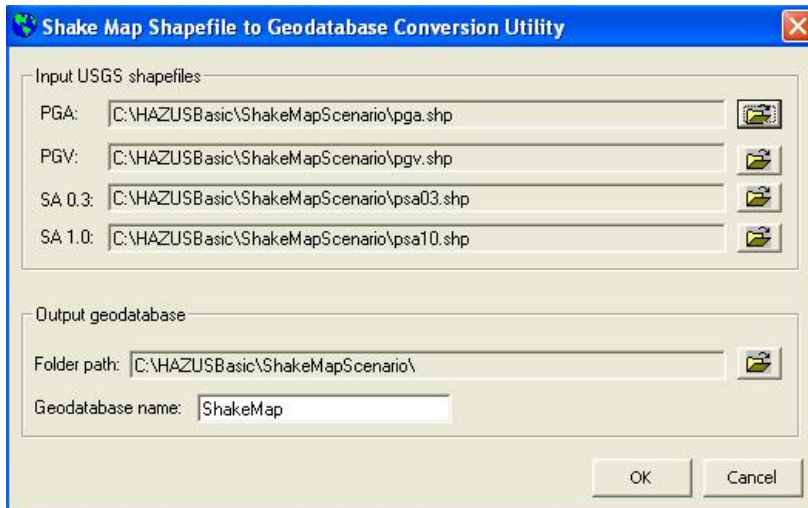 Shake Map Shapefile to Geodatabase Conversion Utility
Input USGS shapefiles
PGA: C:\HAZUSBasic\ShakeMapScenario\pga.shp
PGV: C:\HAZUSBasic\ShakeMapScenario\pgv.shp
SA 0.3: C:\HAZUSBasic\ShakeMapScenario\psa03.shp
SA 1.0: C:\HAZUSBasic\ShakeMapScenario\psa10.shp
Output geodatabase
Folder path: C:\HAZUSBasic\ShakeMapScenario\
Geodatabase name: ShakeMap
OK Cancel